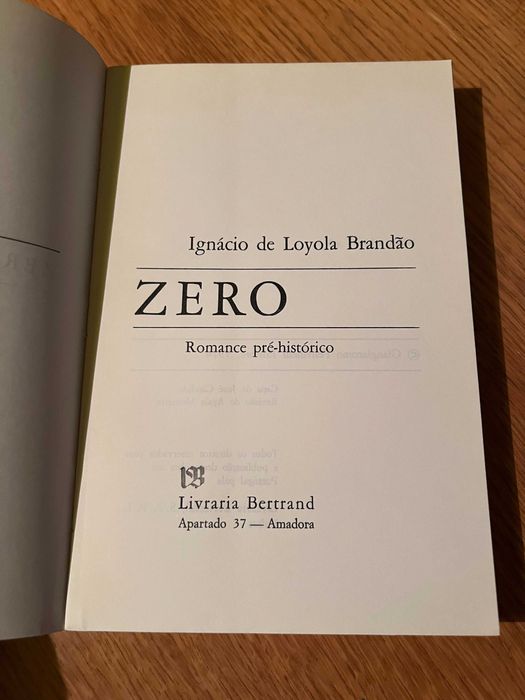 Ignácio de Loyola Brandão
ZERO
Romance pré-histórico
Livraria Bertrand
Apartado 37 — Amadora